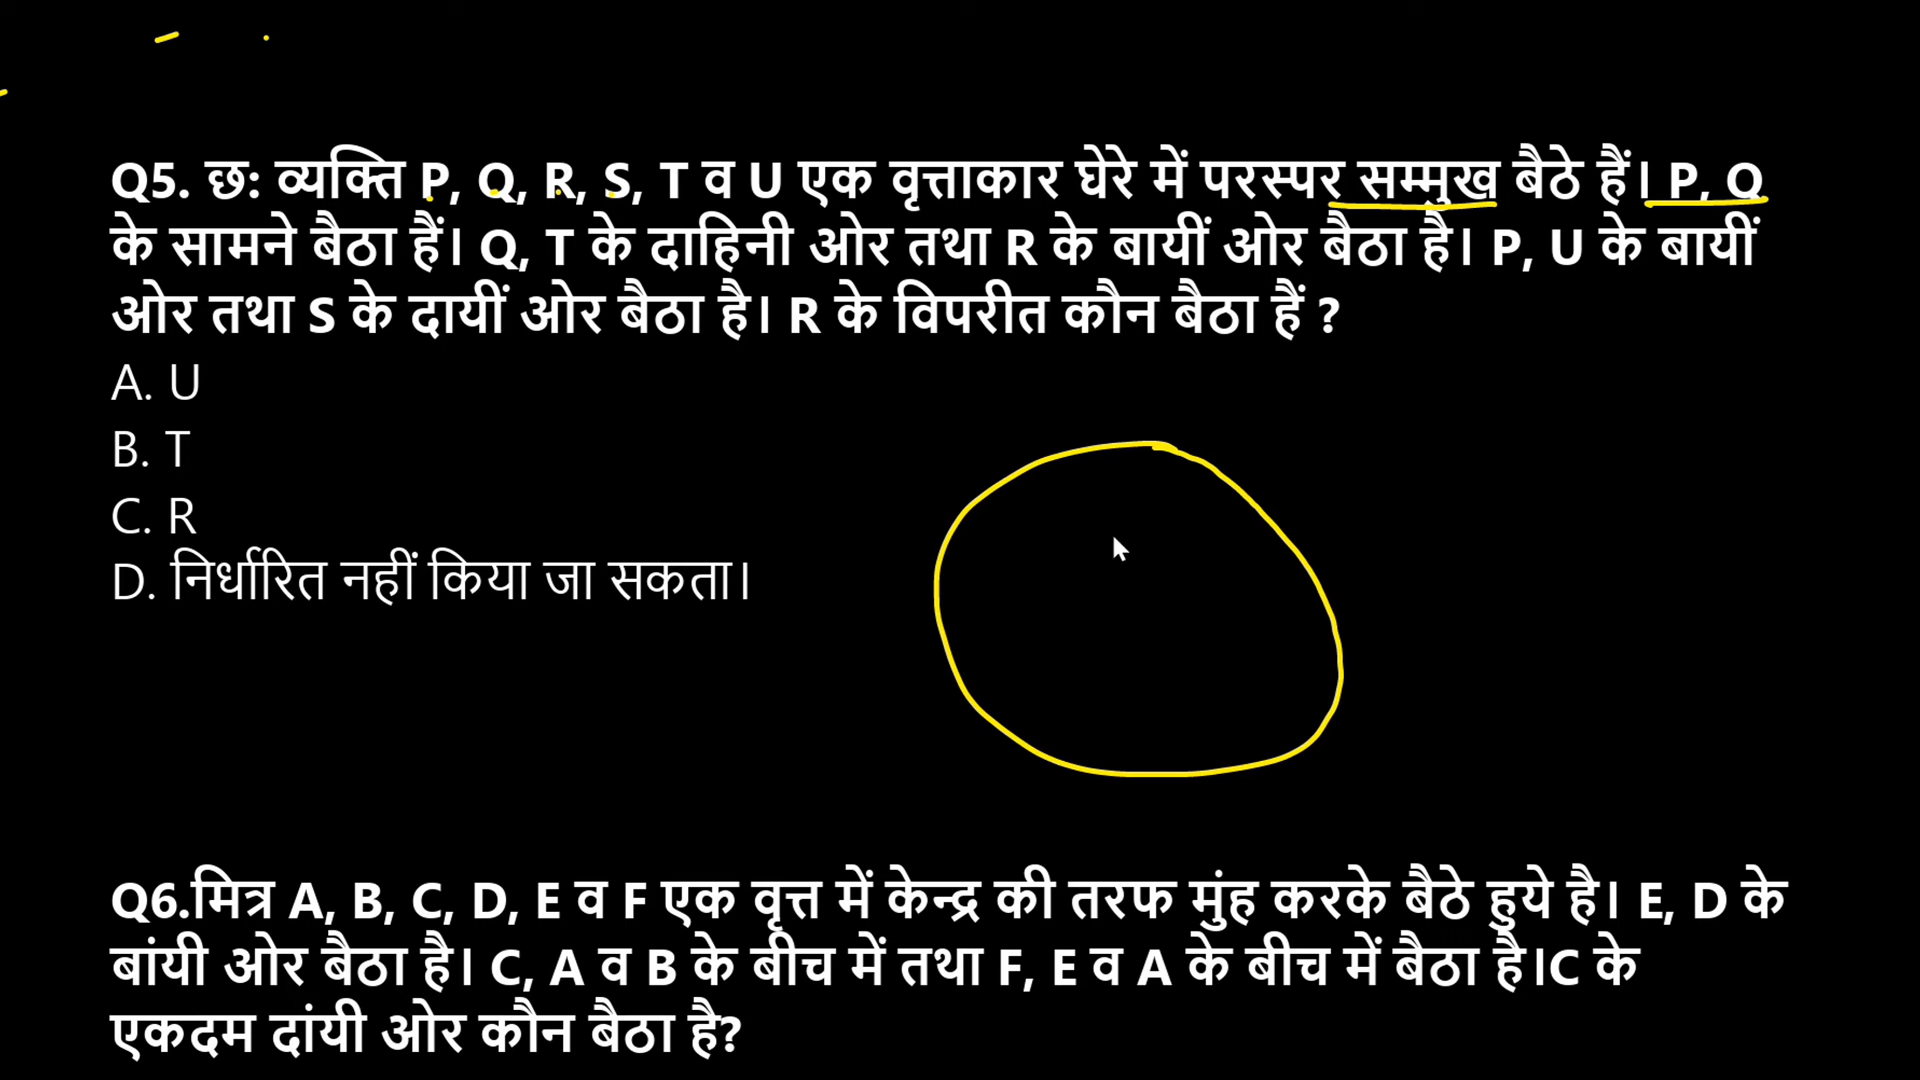 Q5. छ: व्यक्ति P, Q, R, S, T व U एक वृत्ताकार घेरे में परस्पर सम्मुख बैठे हैं। P, Q
के सामने बैठा हैं। Q, T के दाहिनी ओर तथा R के बायीं ओर बैठा है। P, U के बायीं
ओर तथा S के दायीं ओर बैठा है। R के विपरीत कौन बैठा हैं ?
A. U
B. T
C. R
D. निर्धारित नहीं किया जा सकता।
Q6.मित्र A, B, C, D, E व F एक वृत्त में केन्द्र की तरफ मुंह करके बैठे हुये है। E, D के
बांयी ओर बैठा है। C, A व B के बीच में तथा F, E व A के बीच में बैठा है।C के
एकदम दांयी ओर कौन बैठा है?